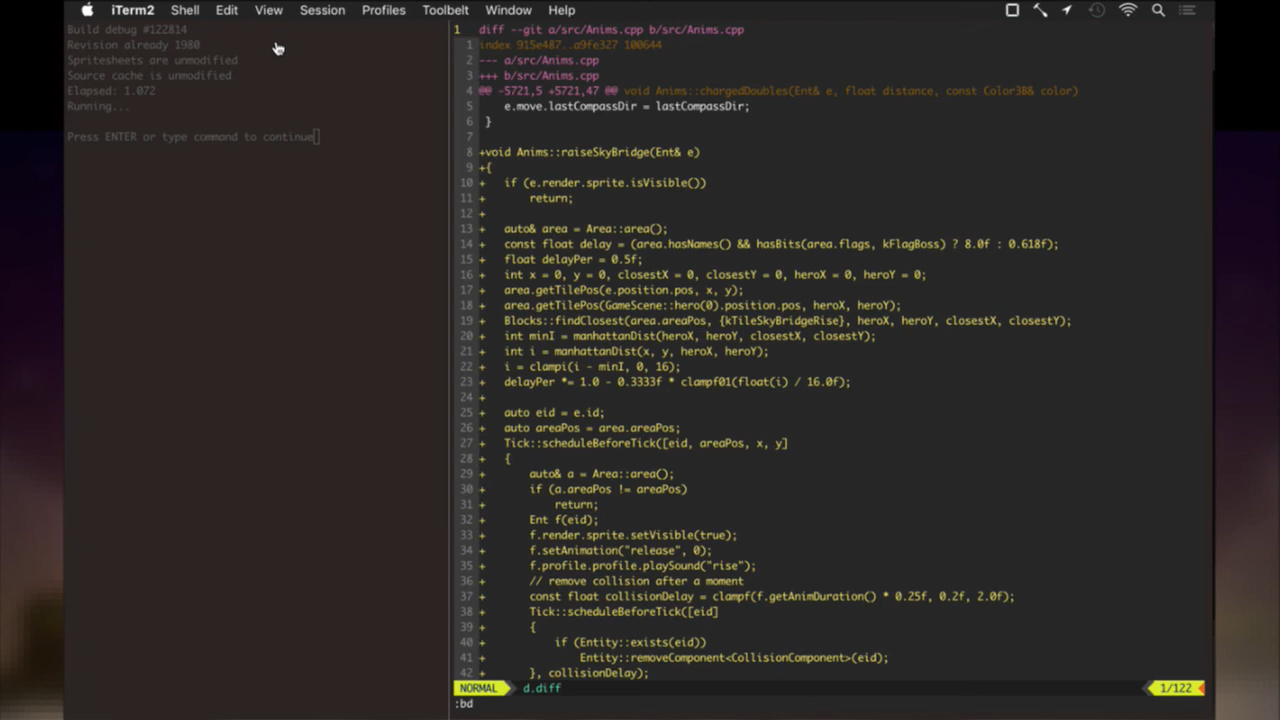 iTerm2 Shell Edit View Session Profiles Toolbelt Window Help
Build debug #122814
Revision already 1980
Spritesheets are unmodified
Source cache is unmodified
Elapsed: 1.072
Running...
Press ENTER or type command to continue
1 diff --git a/src/Anims.cpp b/src/Anims.cpp
1 index 915e487..a9fe327 100644
2 --- a/src/Anims.cpp
3 +++ b/src/Anims.cpp
4 @@ -5721,5 +5721,47 @@ void Anims::chargedDoubles(Ent& e, float distance, const Color3B& color)
5 e.move.lastCompassDir = lastCompassDir;
6 }
7
8 +void Anims::raiseSkyBridge(Ent& e)
9 +{
10 + if (e.render.sprite.isVisible())
11 + return;
12 +
13 + auto& area = Area::area();
14 + const float delay = (area.hasNames() && hasBits(area.flags, kFlagBoss) ? 8.0f : 0.618f);
15 + float delayPer = 0.5f;
16 + int x = 0, y = 0, closestX = 0, closestY = 0, heroX = 0, heroY = 0;
17 + area.getTilePos(e.position.pos, x, y);
18 + area.getTilePos(GameScene::hero(0).position.pos, heroX, heroY);
19 + Blocks::findClosest(area.areaPos, {kTileSkyBridgeRise}, heroX, heroY, closestX, closestY);
20 + int minI = manhattanDist(heroX, heroY, closestX, closestY);
21 + int i = manhattanDist(x, y, heroX, heroY);
22 + i = clampi(i - minI, 0, 16);
23 + delayPer *= 1.0 - 0.3333f * clampf01(float(i) / 16.0f);
24 +
25 + auto eid = e.id;
26 + auto areaPos = area.areaPos;
27 + Tick::scheduleBeforeTick([eid, areaPos, x, y]
28 + {
29 + auto& a = Area::area();
30 + if (a.areaPos != areaPos)
31 + return;
32 + Ent f(eid);
33 + f.render.sprite.setVisible(true);
34 + f.setAnimation("release", 0);
35 + f.profile.profile.playSound("rise");
36 + // remove collision after a moment
37 + const float collisionDelay = clampf(f.getAnimDuration() * 0.25f, 0.2f, 2.0f);
38 + Tick::scheduleBeforeTick([eid]
39 + {
40 + if (Entity::exists(eid))
41 + Entity::removeComponent<CollisionComponent>(eid);
42 + }, collisionDelay);
NORMAL d.diff 1/122
:bd